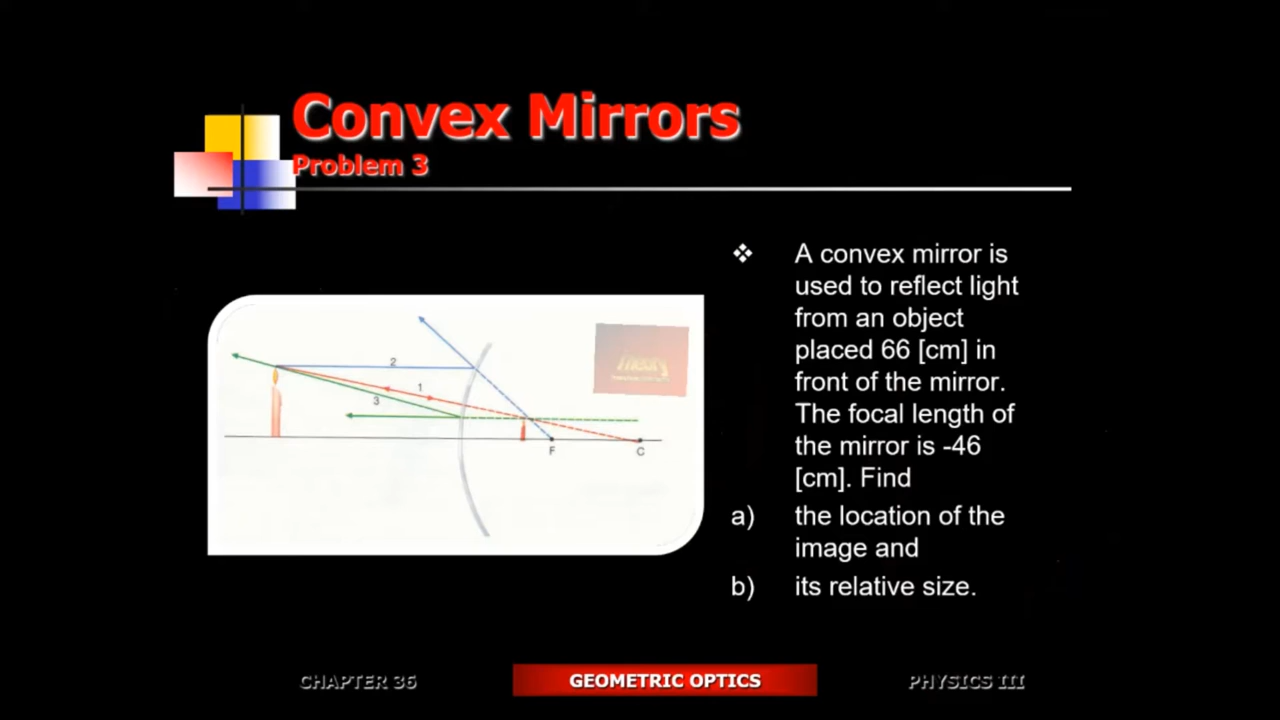 Convex Mirrors
Problem 3
2
1
3
F
C
Theory
❖ A convex mirror is
used to reflect light
from an object
placed 66 [cm] in
front of the mirror.
The focal length of
the mirror is -46
[cm]. Find
a) the location of the
image and
b) its relative size.
CHAPTER 36
GEOMETRIC OPTICS
PHYSICS III